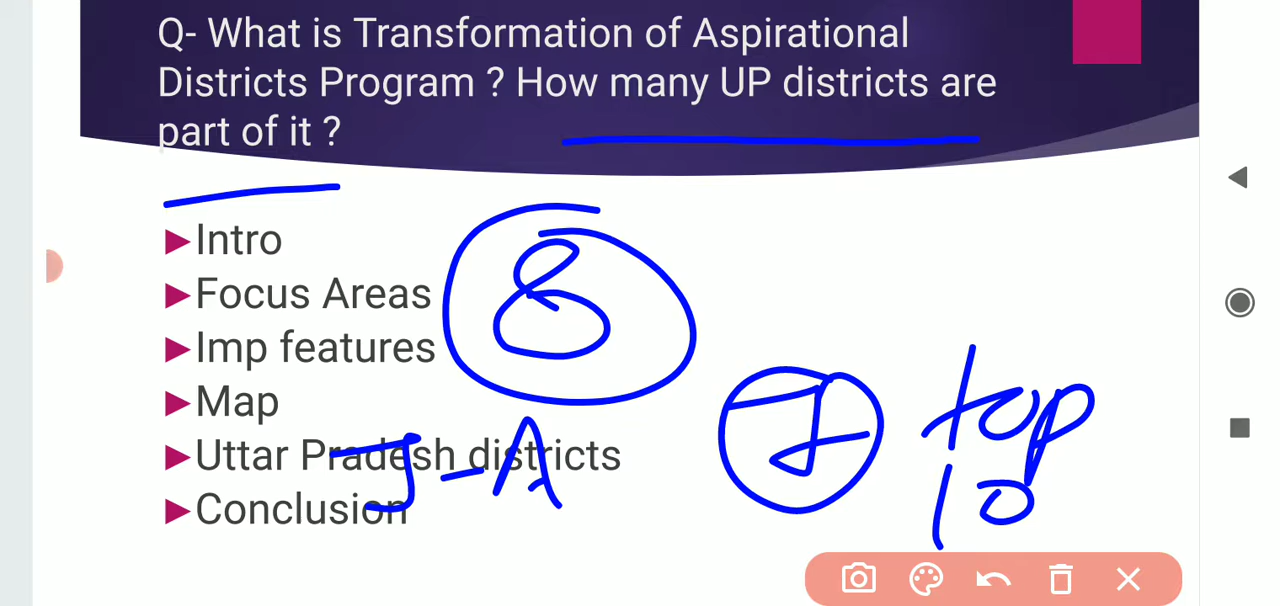 Q- What is Transformation of Aspirational
Districts Program ? How many UP districts are
part of it ?
Intro
Focus Areas
8
Imp features
Map
Uttar Pradesh districts
J-A
Conclusion
7
top
10